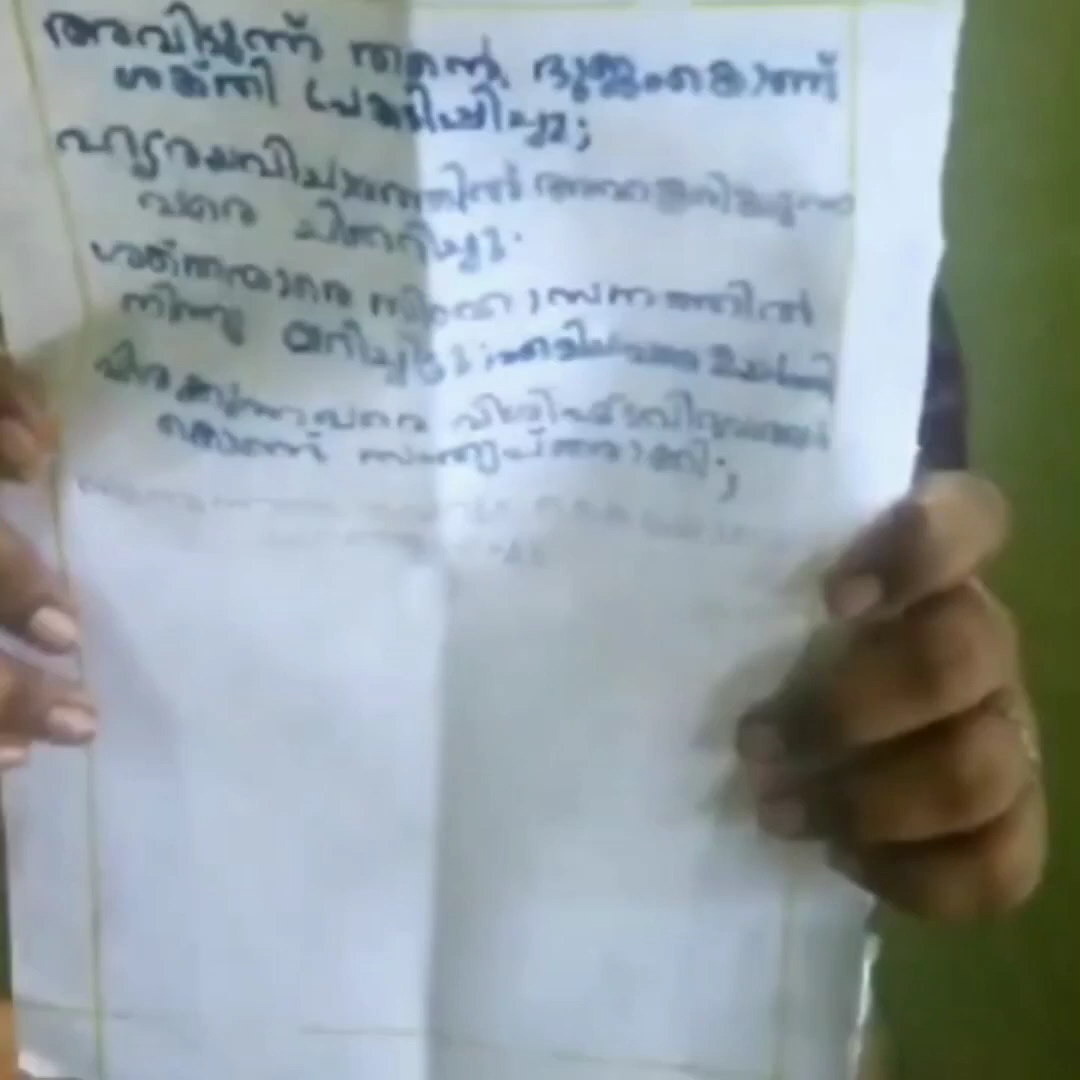 അവിടുന്ന് തന്റെ ഭുജംകൊണ്ട്
ശക്തി പ്രകടിപ്പിച്ചു;
ഹൃദയവിചാരത്തിൽ അഹങ്കരിക്കുന്ന
വരെ ചിതറിച്ചു.
ശക്തന്മാരെ സിംഹാസനത്തിൽ
നിന്നു മറിച്ചിട്ടു; എളിയവരെ ഉയർത്തി
വിശക്കുന്നവരെ വിശിഷ്ടവിഭവങ്ങൾ
കൊണ്ട് സംതൃപ്തരാക്കി;